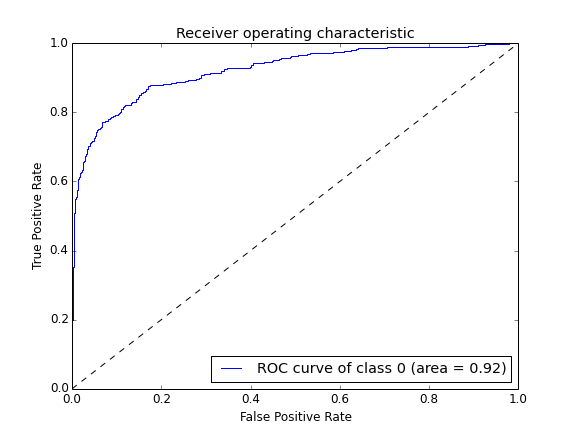 Receiver operating characteristic
1.0
0.8
0.6
0.4
0.2
0.0
True Positive Rate
0.0 0.2 0.4 0.6 0.8 1.0
False Positive Rate
ROC curve of class 0 (area = 0.92)